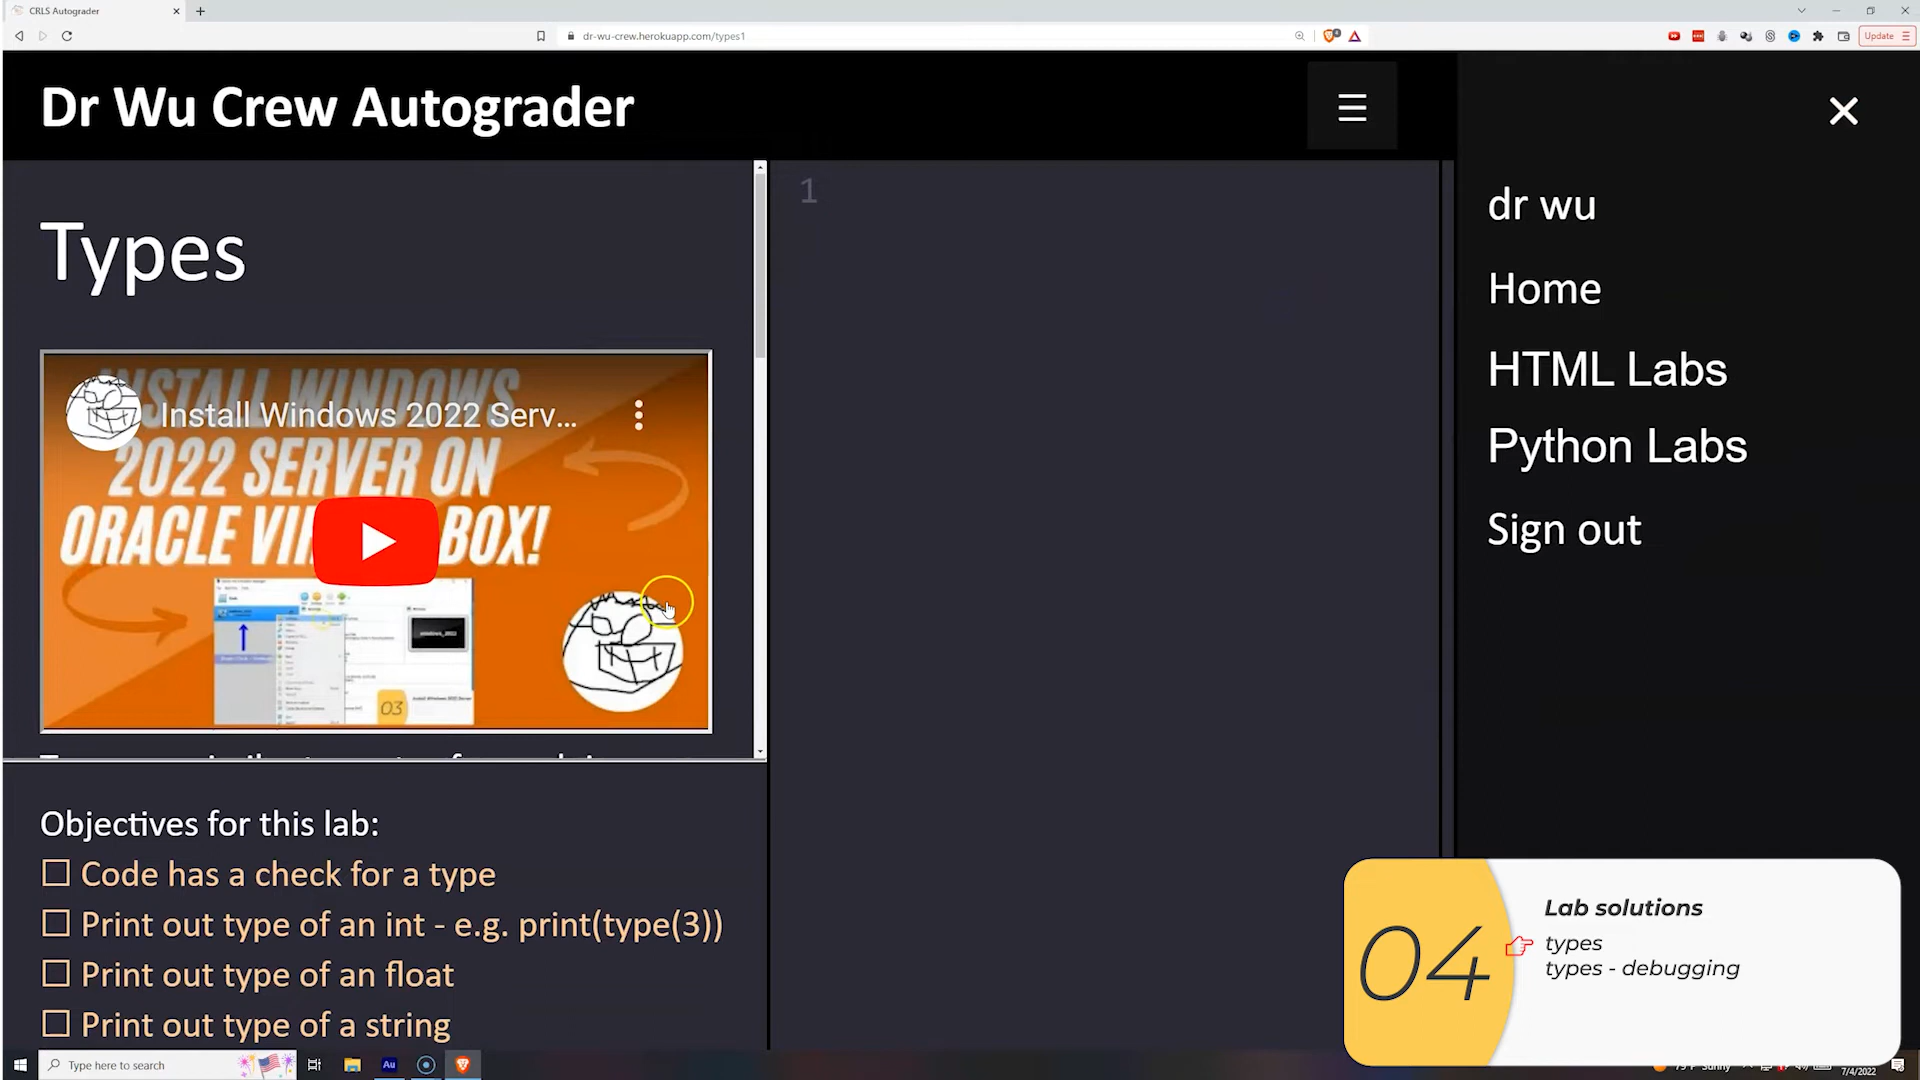 CRLS Autograder
dr-wu-crew.herokuapp.com/types1
Update
Dr Wu Crew Autograder
dr wu
Home
HTML Labs
Python Labs
Sign out
1
Types
INSTALL WINDOWS
Install Windows 2022 Serv...
2022 SERVER ON
ORACLE VI BOX!
03
Objectives for this lab:
Code has a check for a type
Print out type of an int - e.g. print(type(3))
Print out type of an float
Print out type of a string
04
Lab solutions
types
types - debugging
Type here to search
Au
Sunny
7/4/2022